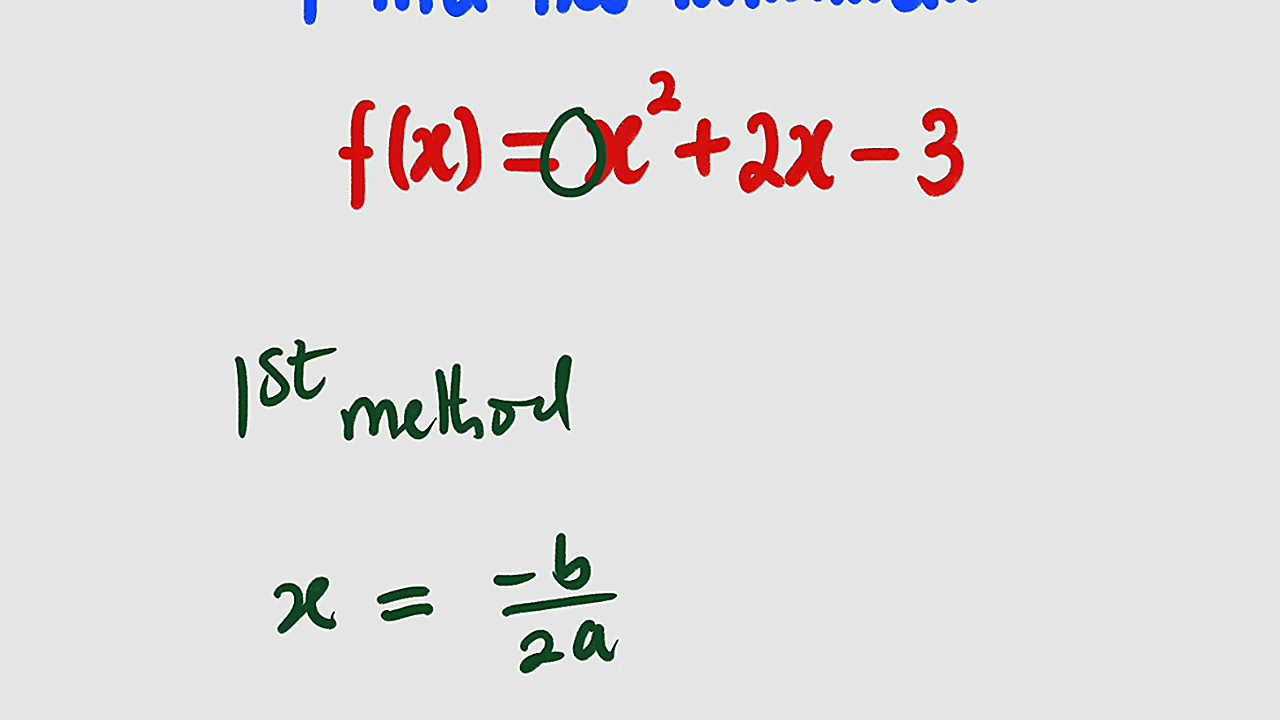 f(x) = x² + 2x - 3
1st method
x = -b/2a